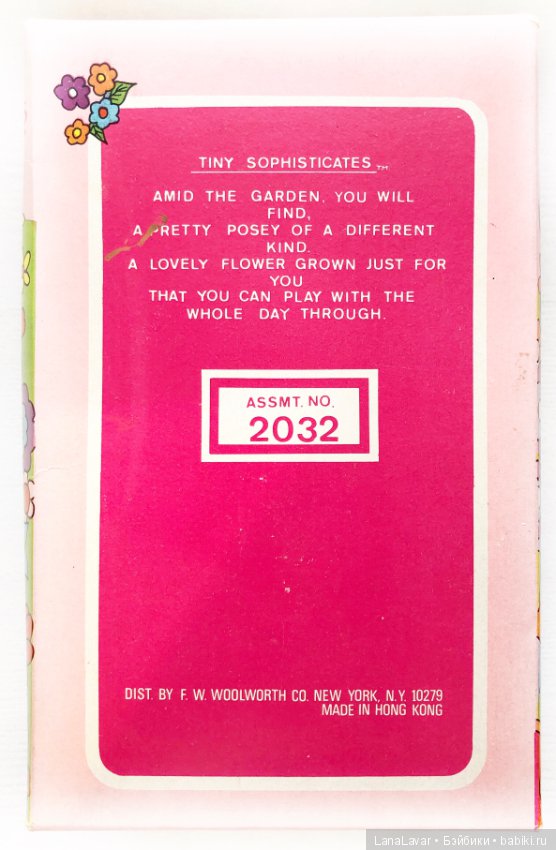 TINY SOPHISTICATES TM
AMID THE GARDEN, YOU WILL
FIND,
A PRETTY POSEY OF A DIFFERENT
KIND.
A LOVELY FLOWER GROWN JUST FOR
YOU
THAT YOU CAN PLAY WITH THE
WHOLE DAY THROUGH.
ASSMT. NO.
2032
DIST. BY F. W. WOOLWORTH CO. NEW YORK, N.Y. 10279
MADE IN HONG KONG
LanaLavar • Бэйбики • babiki.ru